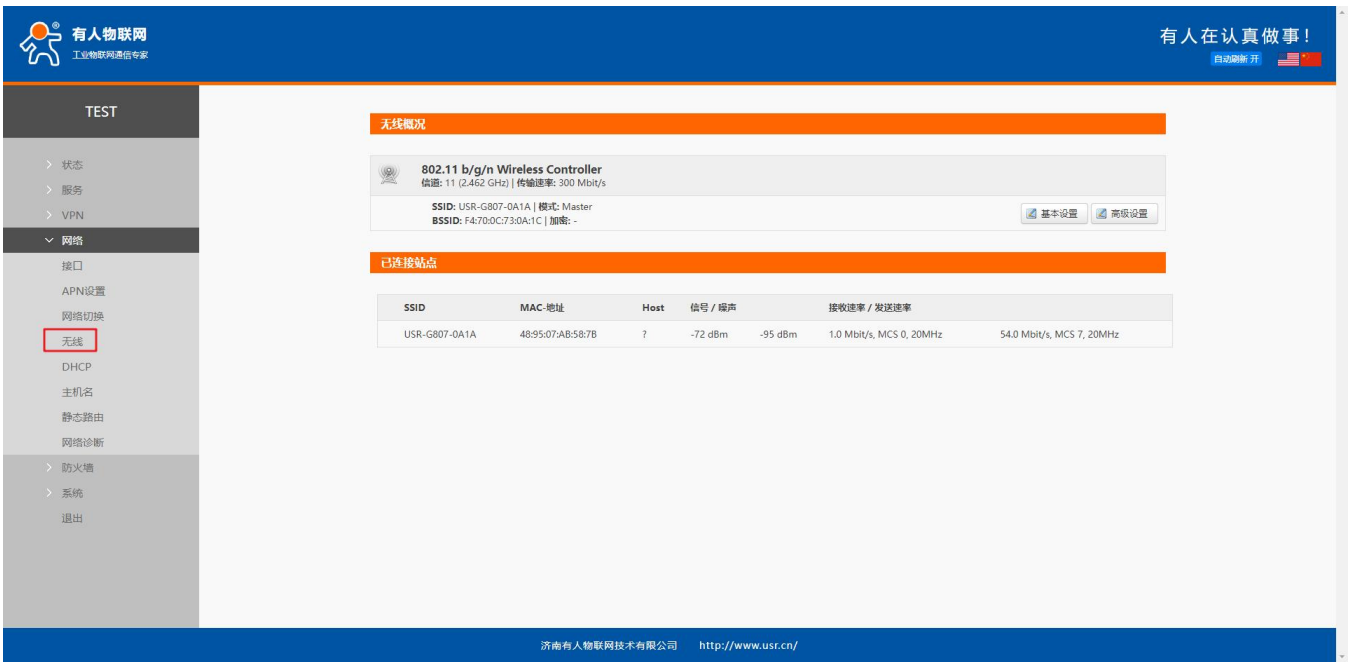 有人物联网
工业物联网通信专家
有人在认真做事!
自动刷新 开
TEST
状态
服务
VPN
网络
接口
APN设置
网络切换
无线
DHCP
主机名
静态路由
网络诊断
防火墙
系统
退出
无线概况
802.11 b/g/n Wireless Controller
信道: 11 (2.462 GHz) | 传输速率: 300 Mbit/s
SSID: USR-G807-0A1A | 模式: Master
BSSID: F4:70:0C:73:0A:1C | 加密: -
基本设置 高级设置
已连接站点
SSID MAC-地址 Host 信号 / 噪声 接收速率 / 发送速率
USR-G807-0A1A 48:95:07:AB:58:7B ? -72 dBm -95 dBm 1.0 Mbit/s, MCS 0, 20MHz 54.0 Mbit/s, MCS 7, 20MHz
济南有人物联网技术有限公司 http://www.usr.cn/